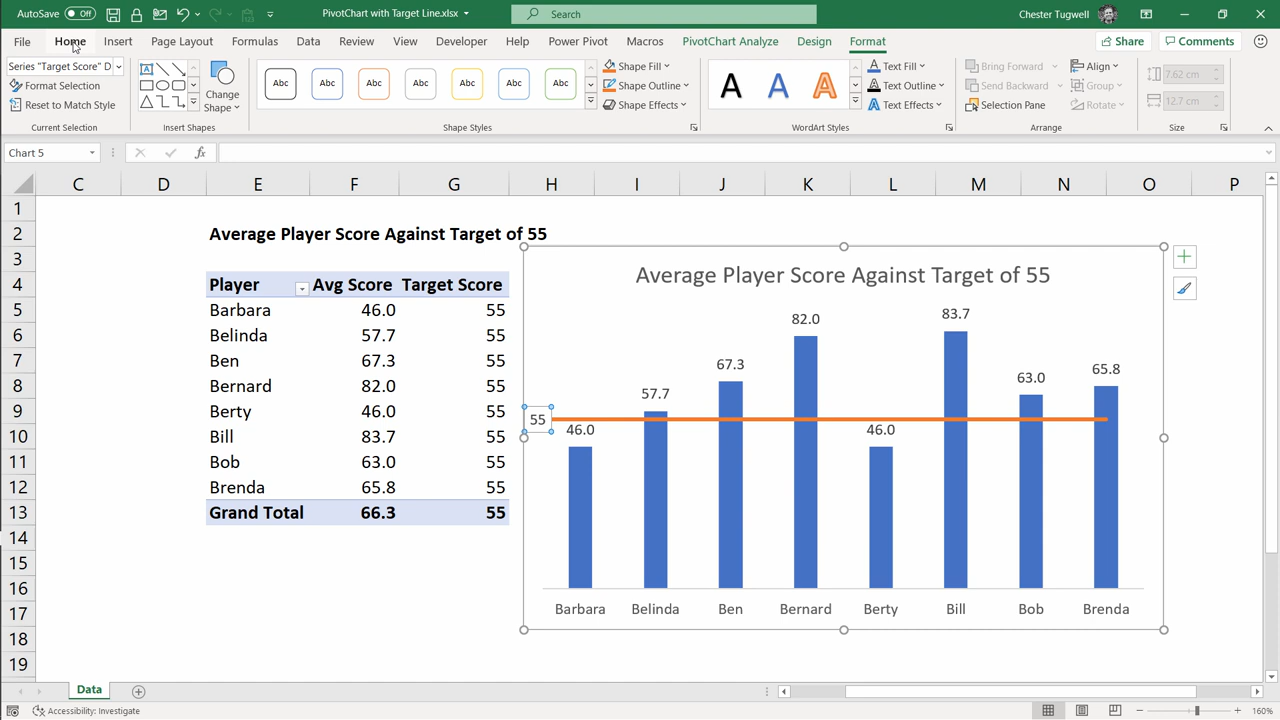 AutoSave Off PivotChart with Target Line.xlsx Search Chester Tugwell
File Home Insert Page Layout Formulas Data Review View Developer Help Power Pivot Macros PivotChart Analyze Design Format Share Comments
Series "Target Score" D
Format Selection
Reset to Match Style
Current Selection
Change
Shape
Insert Shapes
Abc Abc Abc Abc Abc Abc Abc
Shape Fill
Shape Outline
Shape Effects
Shape Styles
A A A
Text Fill
Text Outline
Text Effects
WordArt Styles
Bring Forward
Send Backward
Selection Pane
Align
Group
Rotate
Arrange
7.62 cm
12.7 cm
Size
Chart 5 fx
C D E F G H I J K L M N O P
1
2 Average Player Score Against Target of 55
3
4 Player Avg Score Target Score
5 Barbara 46.0 55
6 Belinda 57.7 55
7 Ben 67.3 55
8 Bernard 82.0 55
9 Berty 46.0 55
10 Bill 83.7 55
11 Bob 63.0 55
12 Brenda 65.8 55
13 Grand Total 66.3 55
14
15
16
17
18
19
Average Player Score Against Target of 55
46.0 57.7 67.3 82.0 46.0 83.7 63.0 65.8
55
Barbara Belinda Ben Bernard Berty Bill Bob Brenda
Data
Accessibility: Investigate 160%